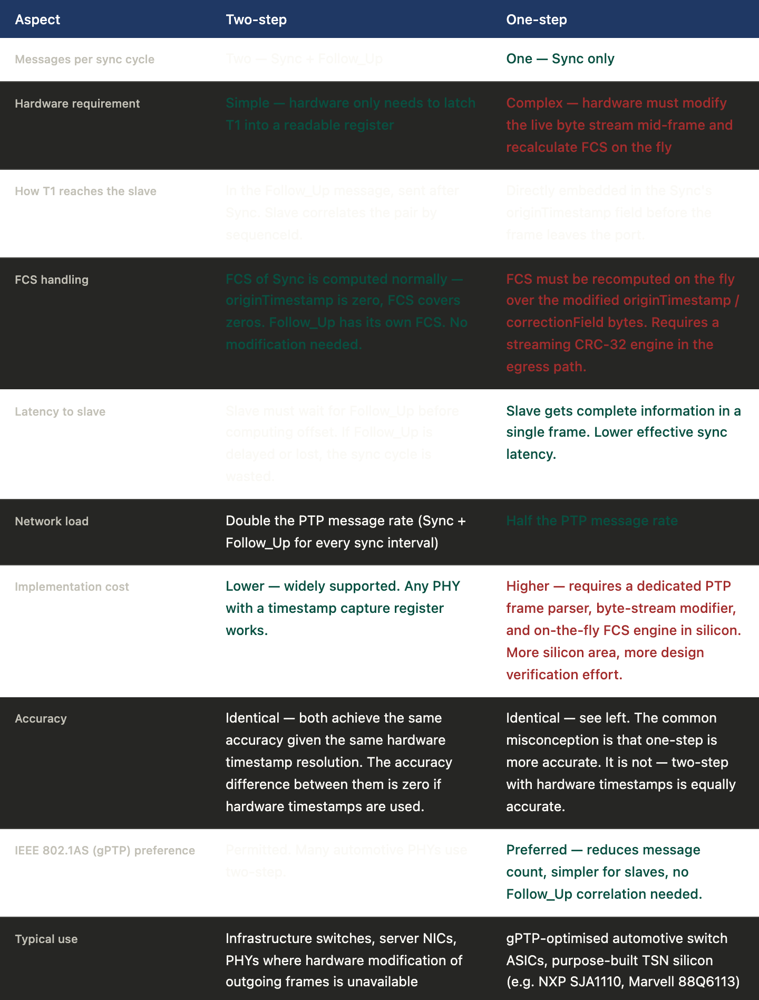 Aspect
Two-step
One-step
Messages per sync cycle
Two — Sync + Follow_Up
One — Sync only
Hardware requirement
Simple — hardware only needs to latch
T1 into a readable register
Complex — hardware must modify
the live byte stream mid-frame and
recalculate FCS on the fly
How T1 reaches the slave
In the Follow_Up message, sent after
Sync. Slave correlates the pair by
sequenceId.
Directly embedded in the Sync's
originTimestamp field before the
frame leaves the port.
FCS handling
FCS of Sync is computed normally —
originTimestamp is zero, FCS covers
zeros. Follow_Up has its own FCS. No
modification needed.
FCS must be recomputed on the fly
over the modified originTimestamp /
correctionField bytes. Requires a
streaming CRC-32 engine in the
egress path.
Latency to slave
Slave must wait for Follow_Up before
computing offset. If Follow_Up is
delayed or lost, the sync cycle is
wasted.
Slave gets complete information in a
single frame. Lower effective sync
latency.
Network load
Double the PTP message rate (Sync +
Follow_Up for every sync interval)
Half the PTP message rate
Implementation cost
Lower — widely supported. Any PHY
with a timestamp capture register
works.
Higher — requires a dedicated PTP
frame parser, byte-stream modifier,
and on-the-fly FCS engine in silicon.
More silicon area, more design
verification effort.
Accuracy
Identical — both achieve the same
accuracy given the same hardware
timestamp resolution. The accuracy
difference between them is zero if
hardware timestamps are used.
Identical — see left. The common
misconception is that one-step is
more accurate. It is not — two-step
with hardware timestamps is equally
accurate.
IEEE 802.1AS (gPTP) preference
Permitted. Many automotive PHYs use
two-step.
Preferred — reduces message
count, simpler for slaves, no
Follow_Up correlation needed.
Typical use
Infrastructure switches, server NICs,
PHYs where hardware modification of
outgoing frames is unavailable
gPTP-optimised automotive switch
ASICs, purpose-built TSN silicon
(e.g. NXP SJA1110, Marvell 88Q6113)